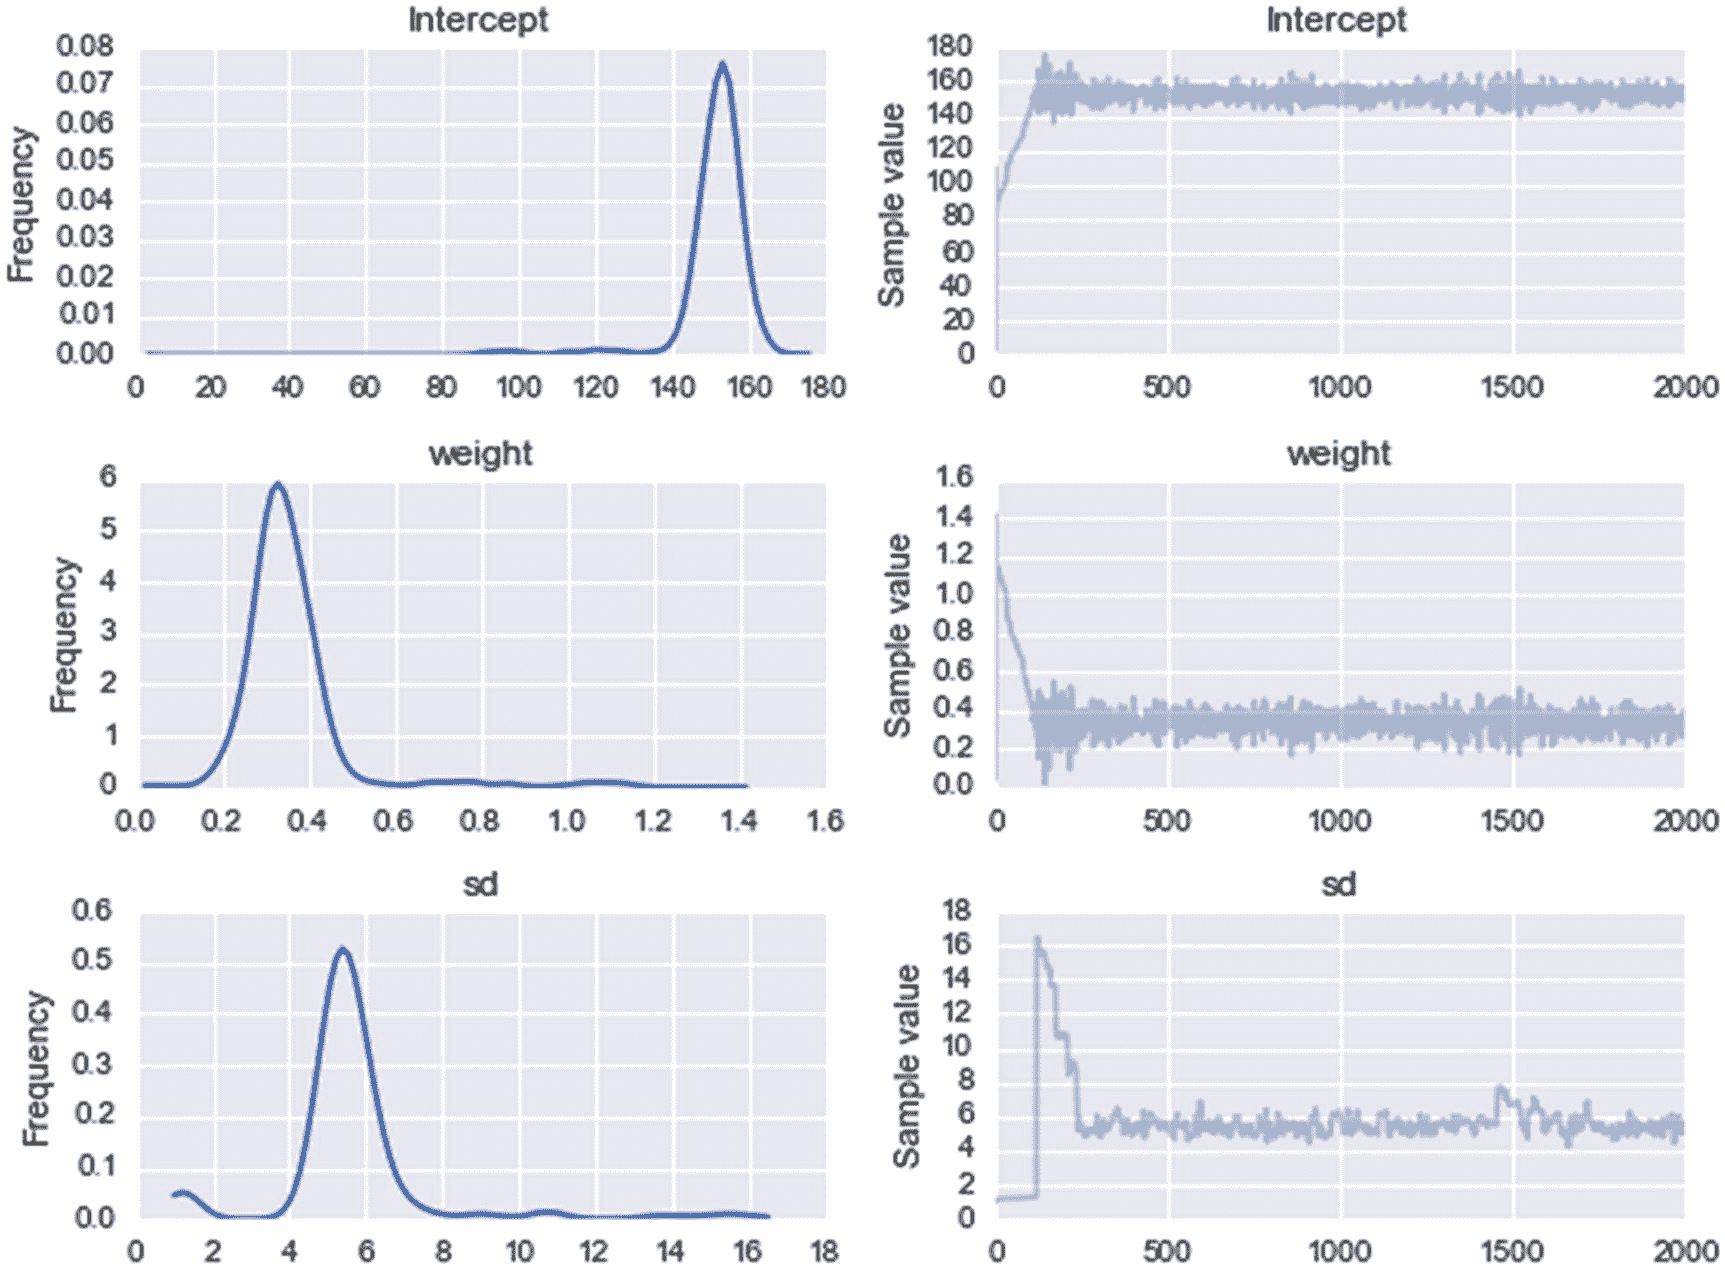 Intercept
Frequency
0.08
0.07
0.06
0.05
0.04
0.03
0.02
0.01
0.00
0 20 40 60 80 100 120 140 160 180
Intercept
Sample value
180
160
140
120
100
80
60
40
20
0
0 500 1000 1500 2000
weight
Frequency
6
5
4
3
2
1
0
0.0 0.2 0.4 0.6 0.8 1.0 1.2 1.4 1.6
weight
Sample value
1.6
1.4
1.2
1.0
0.8
0.6
0.4
0.2
0.0
0 500 1000 1500 2000
sd
Frequency
0.6
0.5
0.4
0.3
0.2
0.1
0.0
0 2 4 6 8 10 12 14 16 18
sd
Sample value
18
16
14
12
10
8
6
4
2
0
0 500 1000 1500 2000